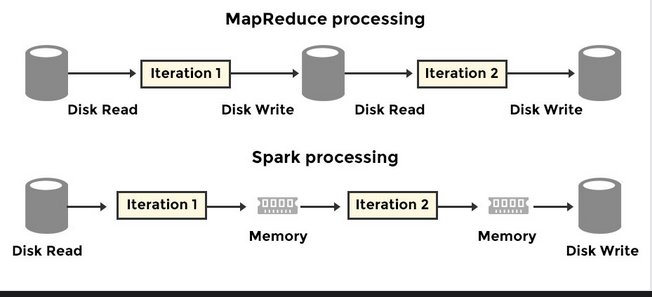 MapReduce processing
Iteration 1
Iteration 2
Disk Read
Disk Write
Disk Read
Disk Write
Spark processing
Iteration 1
Iteration 2
Memory
Memory
Disk Read
Disk Write